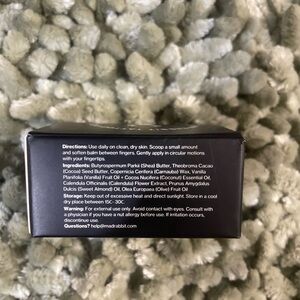 Directions: Use daily on clean, dry skin. Scoop a small amount
and soften balm between fingers. Gently apply in circular motions
with your fingertips.
Ingredients: Butyrospermum Parkii (Shea) Butter, Theobroma Cacao
(Cocoa) Seed Butter, Copernicia Cerifera (Carnauba) Wax, Vanilla
Planifolia (Vanilla) Fruit Oil + Cocos Nucifera (Coconut) Essential Oil,
Calendula Officinalis (Calendula) Flower Extract, Prunus Amygdalus
Dulcis (Sweet Almond) Oil, Olea Europaea (Olive) Fruit Oil
Storage: Keep out of excessive heat and direct sunlight. Store in a cool
dry place between 15C- 30C.
Warning: For external use only. Avoid contact with eyes. Consult with
a physician if you have a nut allergy before use. If irritation occurs,
discontinue use.
Questions? help@madrabbit.com